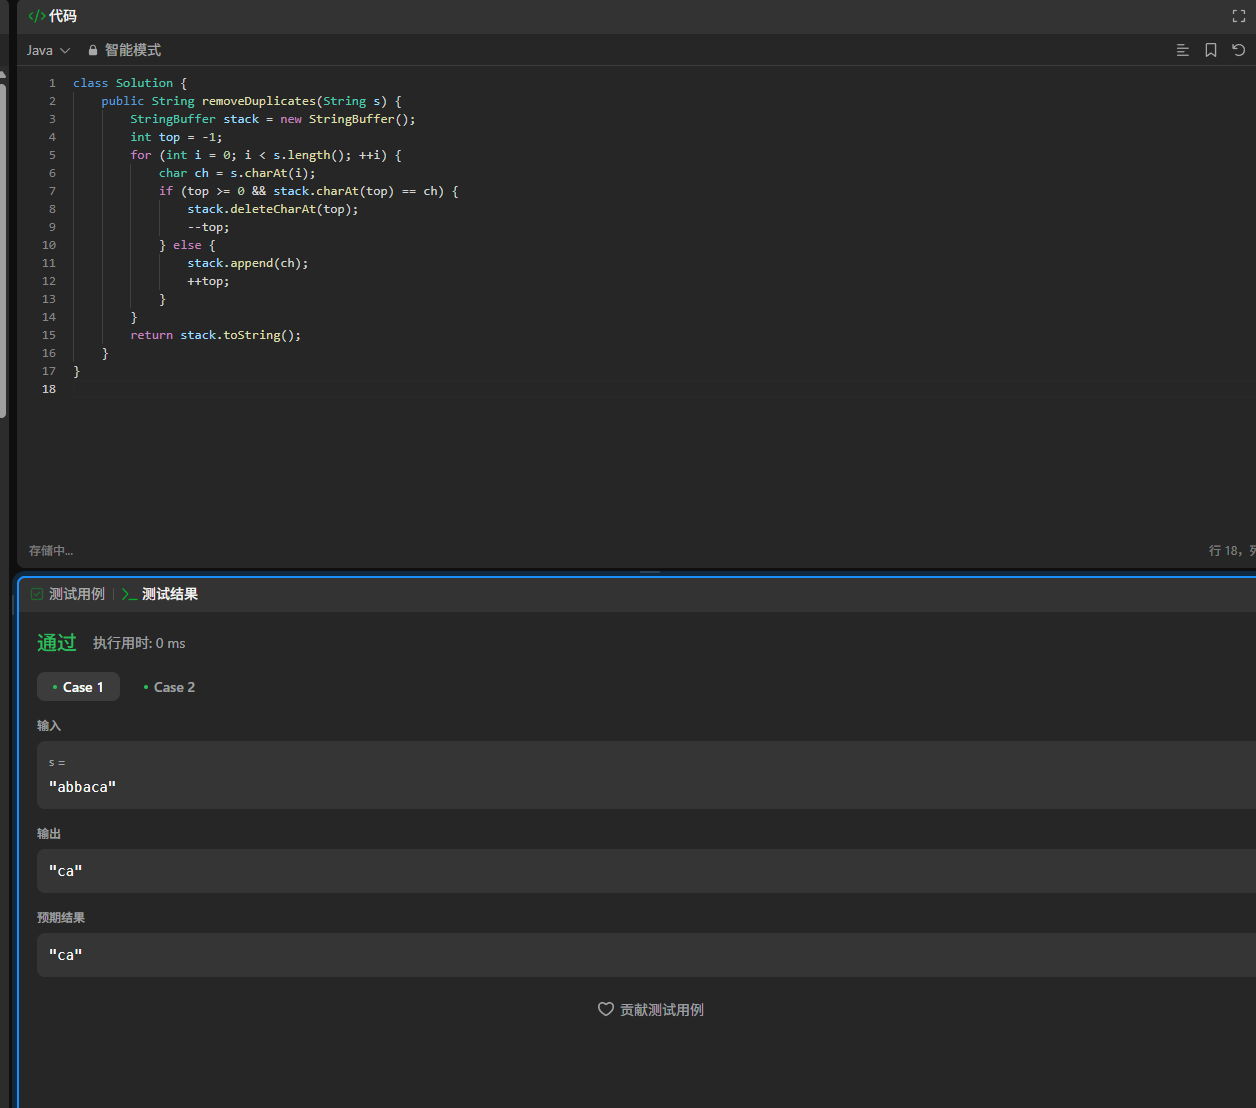 </> 代码
Java 智能模式
1 class Solution {
2     public String removeDuplicates(String s) {
3         StringBuffer stack = new StringBuffer();
4         int top = -1;
5         for (int i = 0; i < s.length(); ++i) {
6             char ch = s.charAt(i);
7             if (top >= 0 && stack.charAt(top) == ch) {
8                 stack.deleteCharAt(top);
9                 --top;
10             } else {
11                 stack.append(ch);
12                 ++top;
13             }
14         }
15         return stack.toString();
16     }
17 }
18
存储中...
行 18，
测试用例 | >_ 测试结果
通过 执行用时: 0 ms
• Case 1 • Case 2
输入
s =
"abbaca"
输出
"ca"
预期结果
"ca"
贡献测试用例